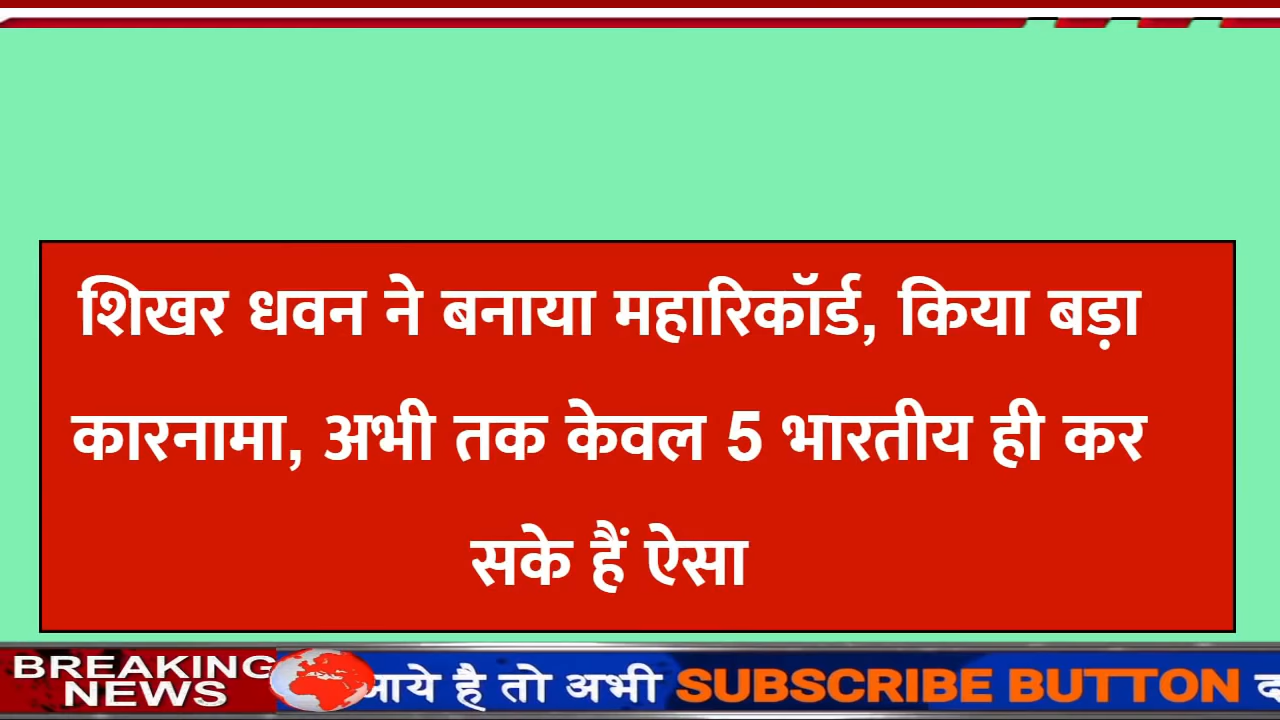 शिखर धवन ने बनाया महारिकॉर्ड, किया बड़ा
कारनामा, अभी तक केवल 5 भारतीय ही कर
सके हैं ऐसा
BREAKING
NEWS
आये है तो अभी SUBSCRIBE BUTTON